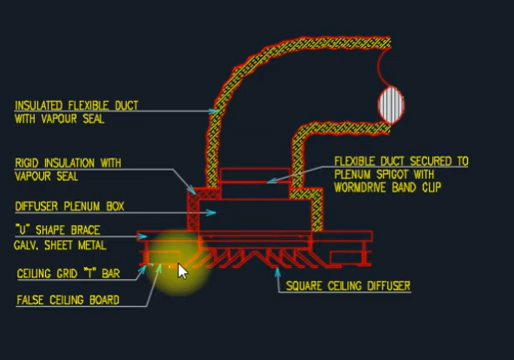 INSULATED FLEXIBLE DUCT
WITH VAPOUR SEAL
RIGID INSULATION WITH
VAPOUR SEAL
DIFFUSER PLENUM BOX
"U" SHAPE BRACE
GALV. SHEET METAL
CEILING GRID "T" BAR
FALSE CEILING BOARD
FLEXIBLE DUCT SECURED TO
PLENUM SPIGOT WITH
WORMDRIVE BAND CLIP
SQUARE CEILING DIFFUSER